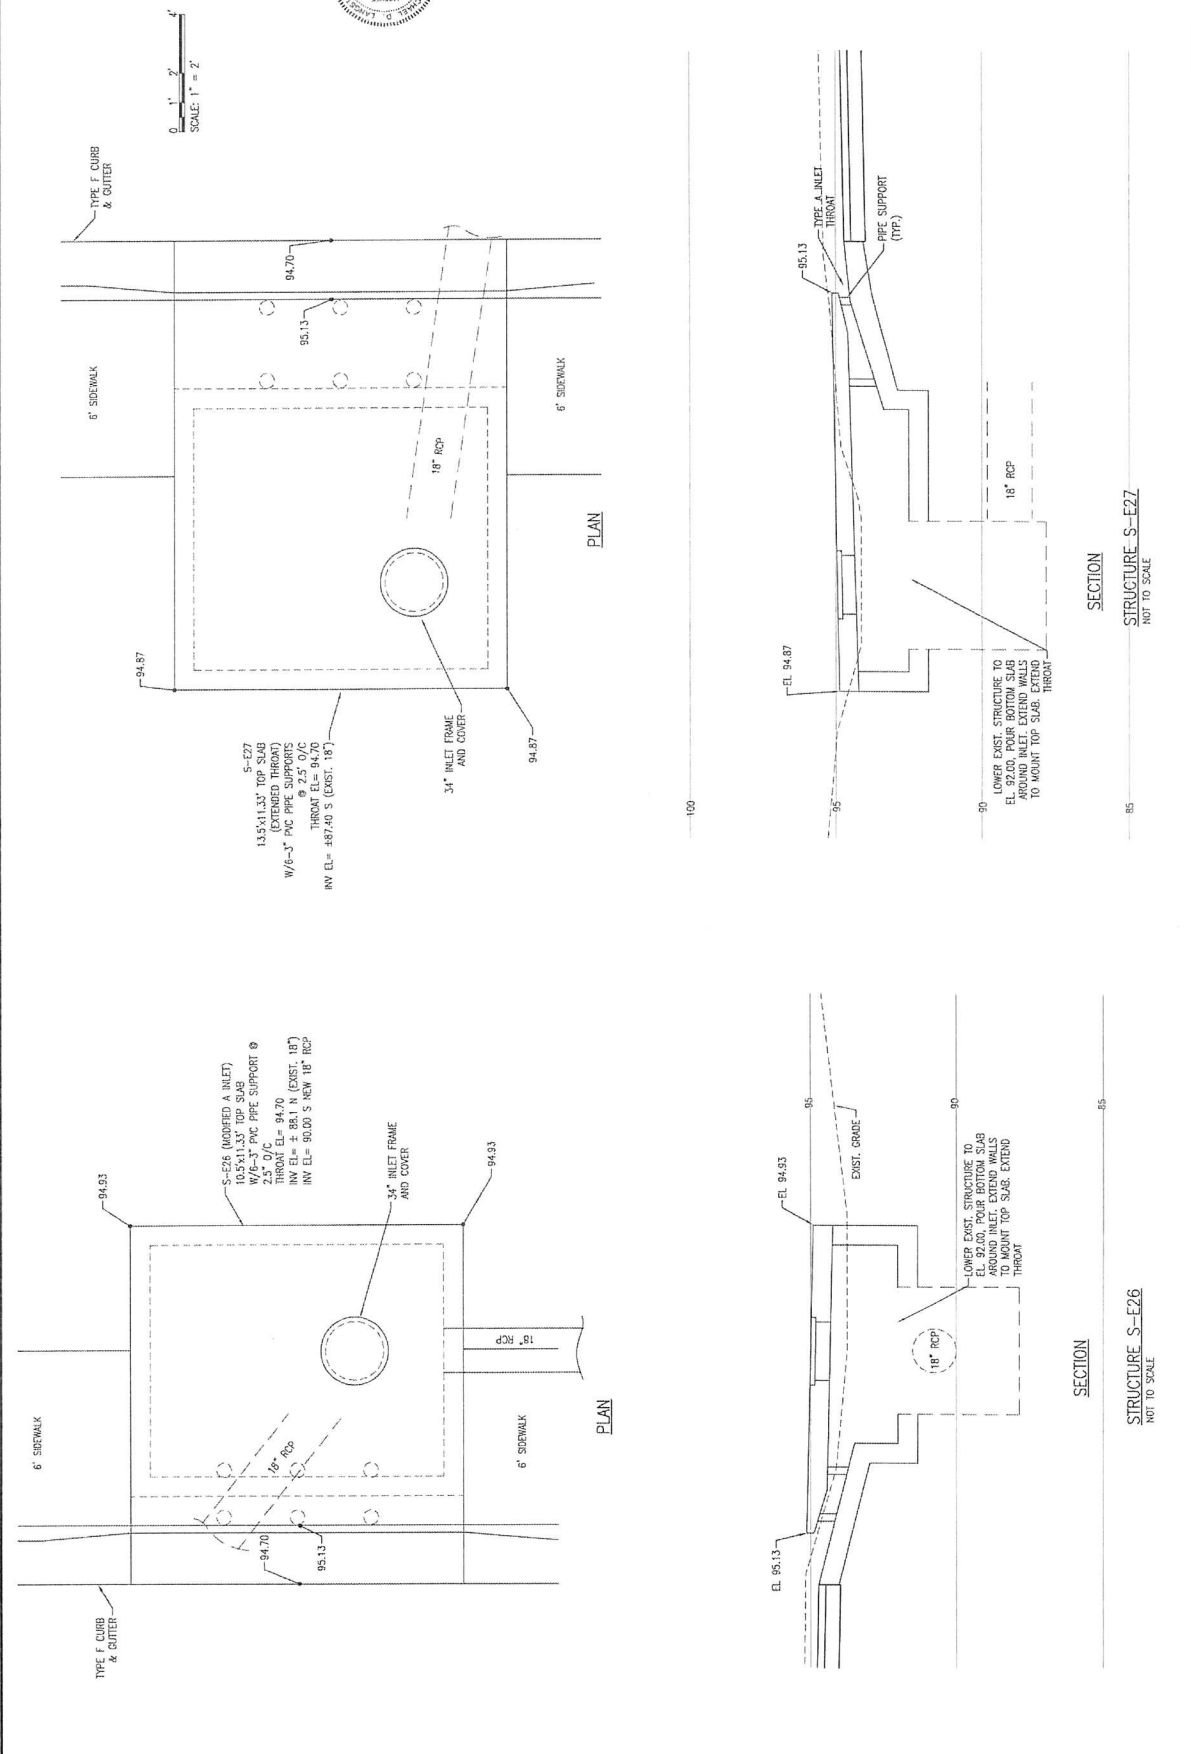 TYPE F CURB
& GUTTER
6' SIDEWALK
94.93
S-E26 (MODIFIED A INLET)
10.5'x11.33' TOP SLAB
W/6-3" PVC PIPE SUPPORT @
2.5" O/C
THROAT EL= 94.70
INV EL= ± 88.1 N (EXIST. 18")
INV EL= 90.00 S NEW 18" RCP
94.70
95.13
18" RCP
34" INLET FRAME
AND COVER
94.93
6' SIDEWALK
18" RCP
PLAN
S-E27
13.5'x11.33' TOP SLAB
(EXTENDED THROAT)
W/6-3" PVC PIPE SUPPORTS
@ 2.5' O/C
THROAT EL= 94.70
INV EL= ±87.40 S (EXIST. 18")
94.87
6' SIDEWALK
TYPE F CURB
& GUTTER
94.70
95.13
18" RCP
34" INLET FRAME
AND COVER
94.87
6' SIDEWALK
PLAN
0 1' 2' 4'
SCALE: 1" = 2'
EL 95.13
EL 94.93
95
EXIST. GRADE
90
18" RCP
LOWER EXIST. STRUCTURE TO
EL. 92.00, POUR BOTTOM SLAB
AROUND INLET. EXTEND WALLS
TO MOUNT TOP SLAB. EXTEND
THROAT
85
SECTION
STRUCTURE S-E26
NOT TO SCALE
100
EL 94.87
95
95.13
TYPE A INLET
THROAT
PIPE SUPPORT
(TYP.)
90
18" RCP
LOWER EXIST. STRUCTURE TO
EL. 92.00, POUR BOTTOM SLAB
AROUND INLET. EXTEND WALLS
TO MOUNT TOP SLAB. EXTEND
THROAT
85
SECTION
STRUCTURE S-E27
NOT TO SCALE